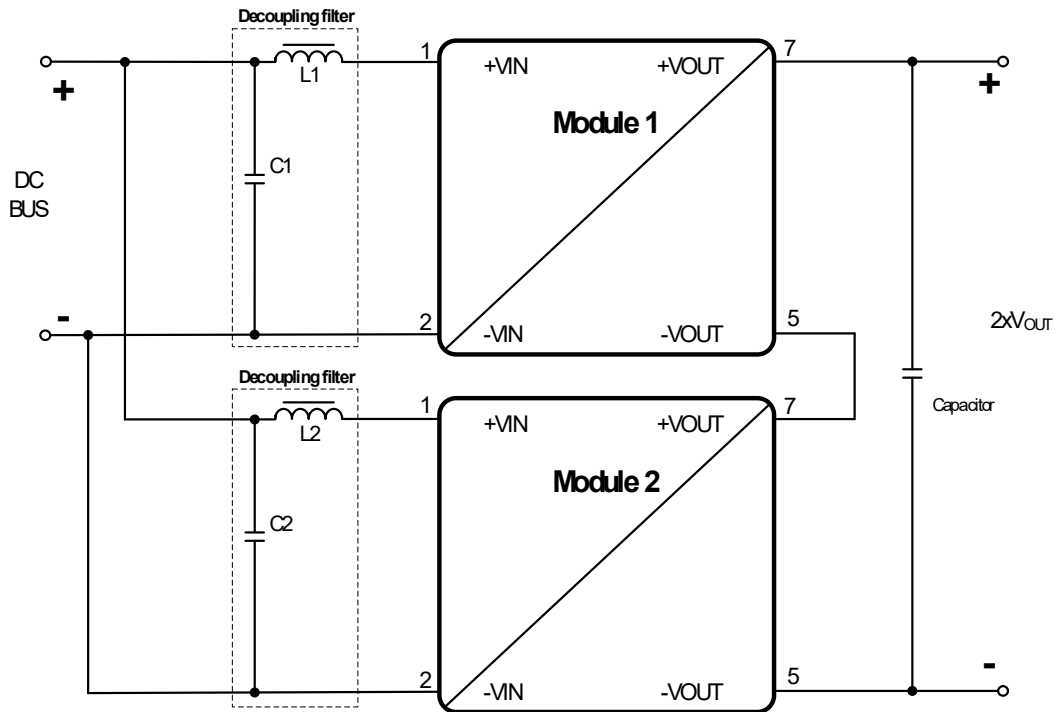 Decoupling filter
L1
C1
+
DC
BUS
-
1
+VIN
+VOUT
7
Module 1
2
-VIN
-VOUT
5
+
2xVOUT
Capacitor
-
Decoupling filter
L2
C2
1
+VIN
+VOUT
7
Module 2
2
-VIN
-VOUT
5